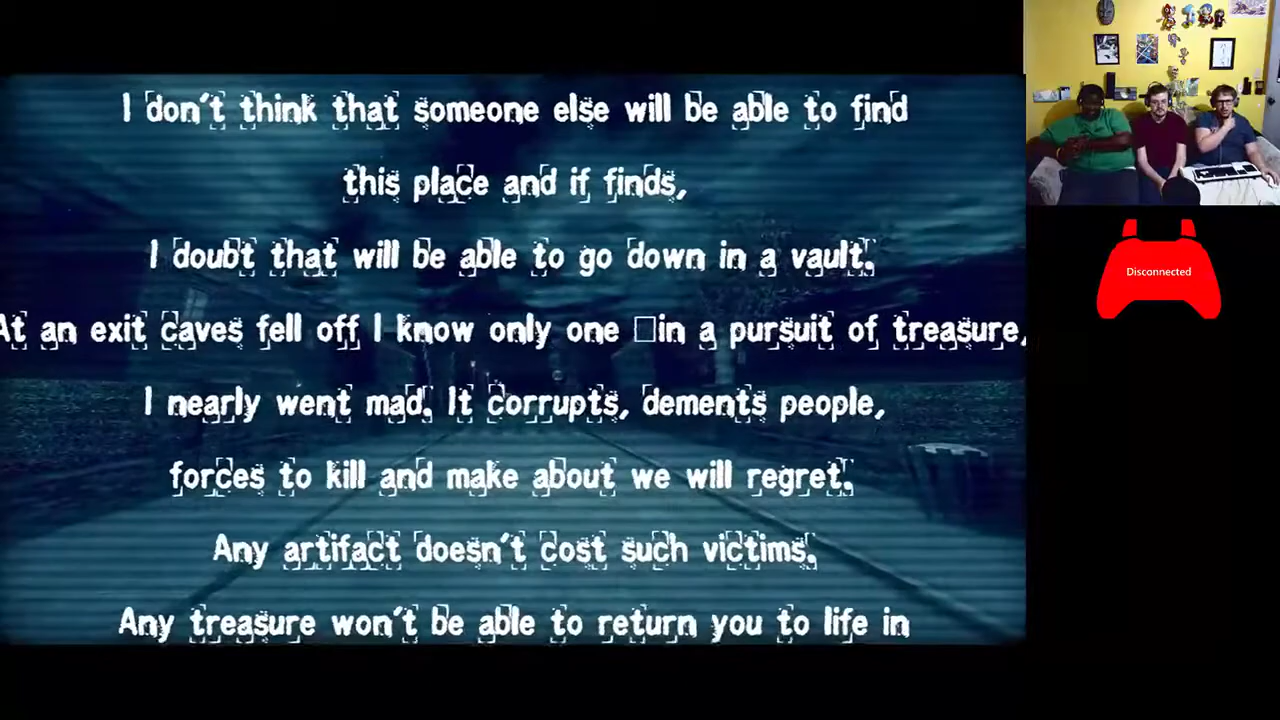 I don't think that someone else will be able to find
this place and if finds,
I doubt that will be able to go down in a vault.
At an exit caves fell off I know only one □in a pursuit of treasure,
I nearly went mad. It corrupts, dements people,
forces to kill and make about we will regret.
Any artifact doesn't cost such victims.
Any treasure won't be able to return you to life in
Disconnected